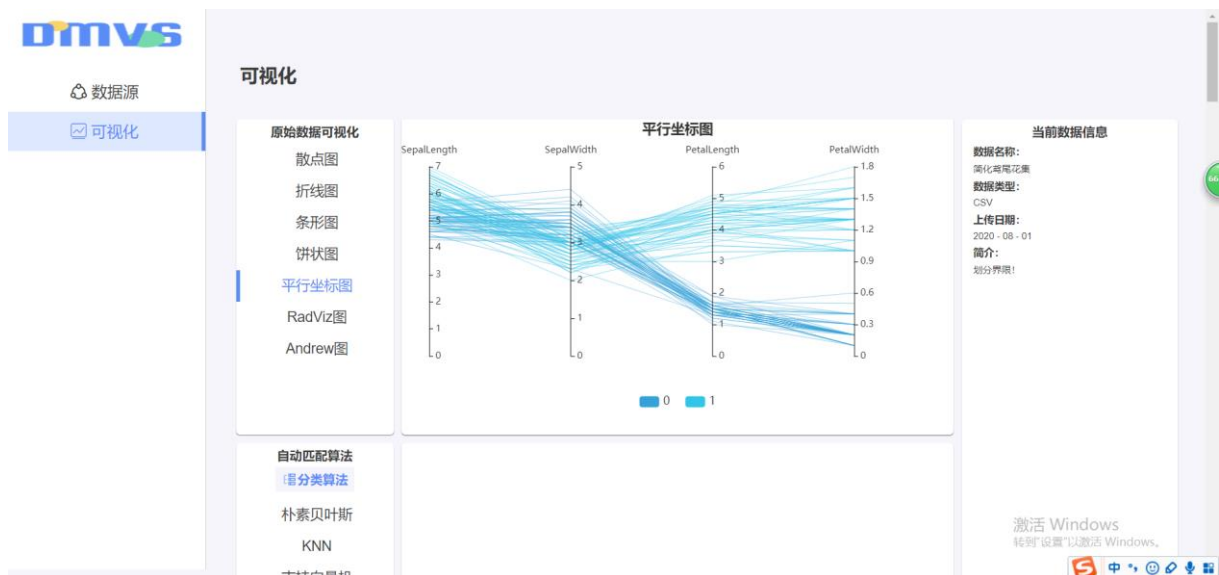 DMVS
数据源
可视化
可视化
原始数据可视化
散点图
折线图
条形图
饼状图
平行坐标图
RadViz图
Andrew图
平行坐标图
SepalLength
SepalWidth
PetalLength
PetalWidth
7
6
5
4
3
2
1
0
5
4
3
2
1
0
6
5
4
3
2
1
0
1.8
1.5
1.2
0.9
0.6
0.3
0
0
1
当前数据信息
数据名称:
简化鸢尾花集
数据类型:
CSV
上传日期:
2020 - 08 - 01
简介:
划分界限!
自动匹配算法
分类算法
朴素贝叶斯
KNN
支持向量机
激活 Windows
转到"设置"以激活 Windows。
中